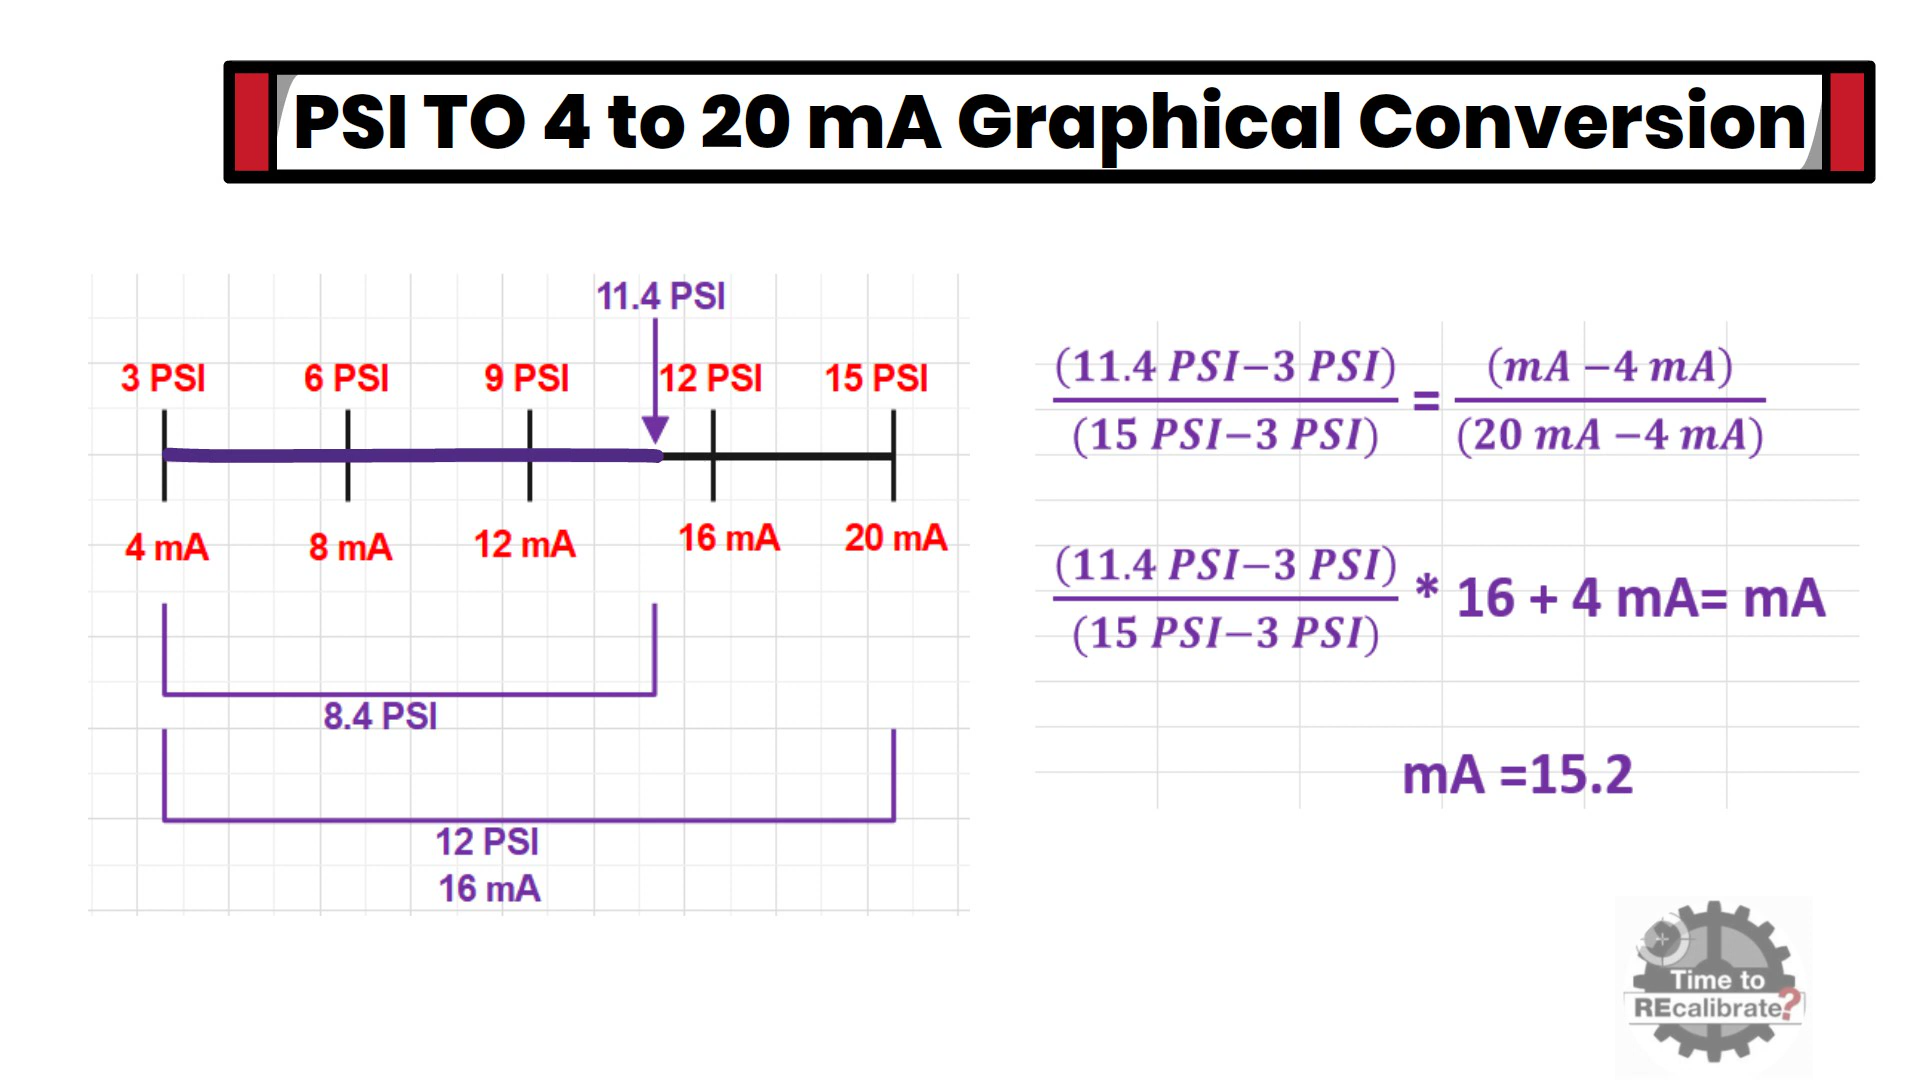 PSI TO 4 to 20 mA Graphical Conversion
11.4 PSI
3 PSI 6 PSI 9 PSI 12 PSI 15 PSI
4 mA 8 mA 12 mA 16 mA 20 mA
8.4 PSI
12 PSI
16 mA
(11.4 PSI−3 PSI) / (15 PSI−3 PSI) = (mA −4 mA) / (20 mA −4 mA)
(11.4 PSI−3 PSI) / (15 PSI−3 PSI) * 16 + 4 mA= mA
mA =15.2
Time to
REcalibrate?